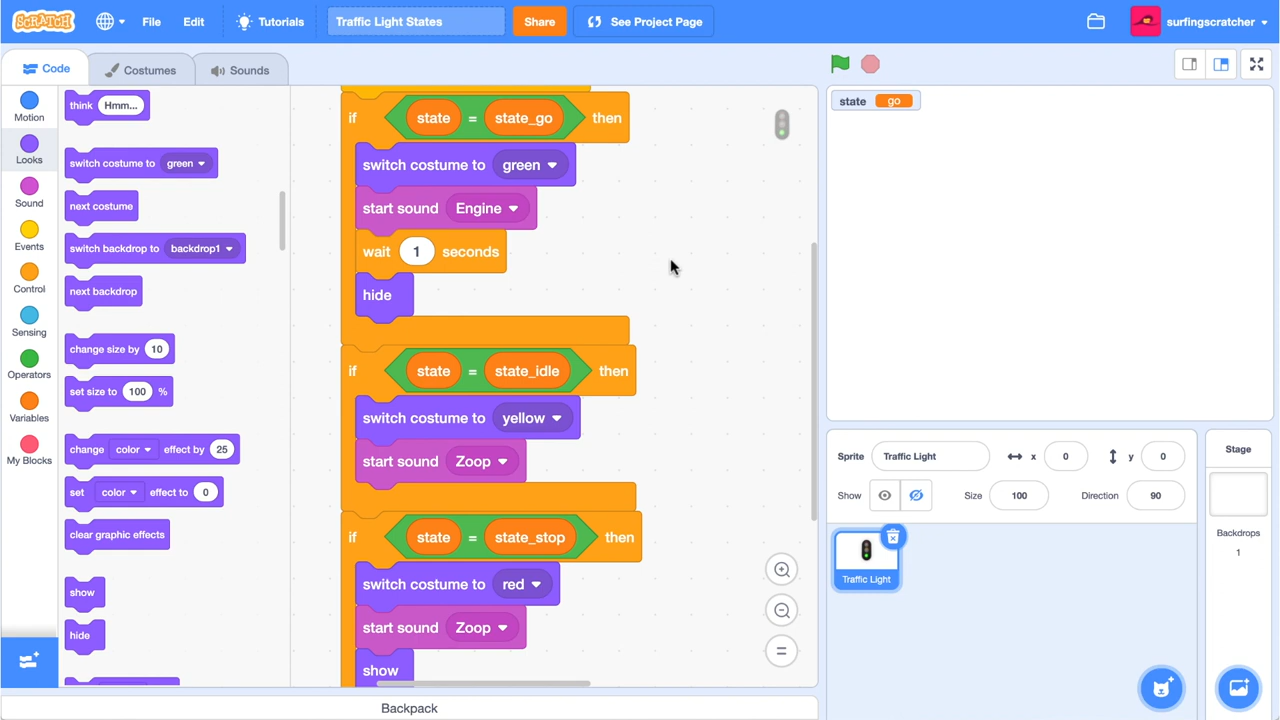 SCRATCH File Edit Tutorials Traffic Light States Share See Project Page surfingscratcher
Code Costumes Sounds
Motion
Looks
Sound
Events
Control
Sensing
Operators
Variables
My Blocks
think Hmm...
switch costume to green
next costume
switch backdrop to backdrop1
next backdrop
change size by 10
set size to 100 %
change color effect by 25
set color effect to 0
clear graphic effects
show
hide
if state = state_go then
switch costume to green
start sound Engine
wait 1 seconds
hide
if state = state_idle then
switch costume to yellow
start sound Zoop
if state = state_stop then
switch costume to red
start sound Zoop
show
Backpack
state go
Sprite Traffic Light x 0 y 0
Show Size 100 Direction 90
Traffic Light
Stage
Backdrops
1